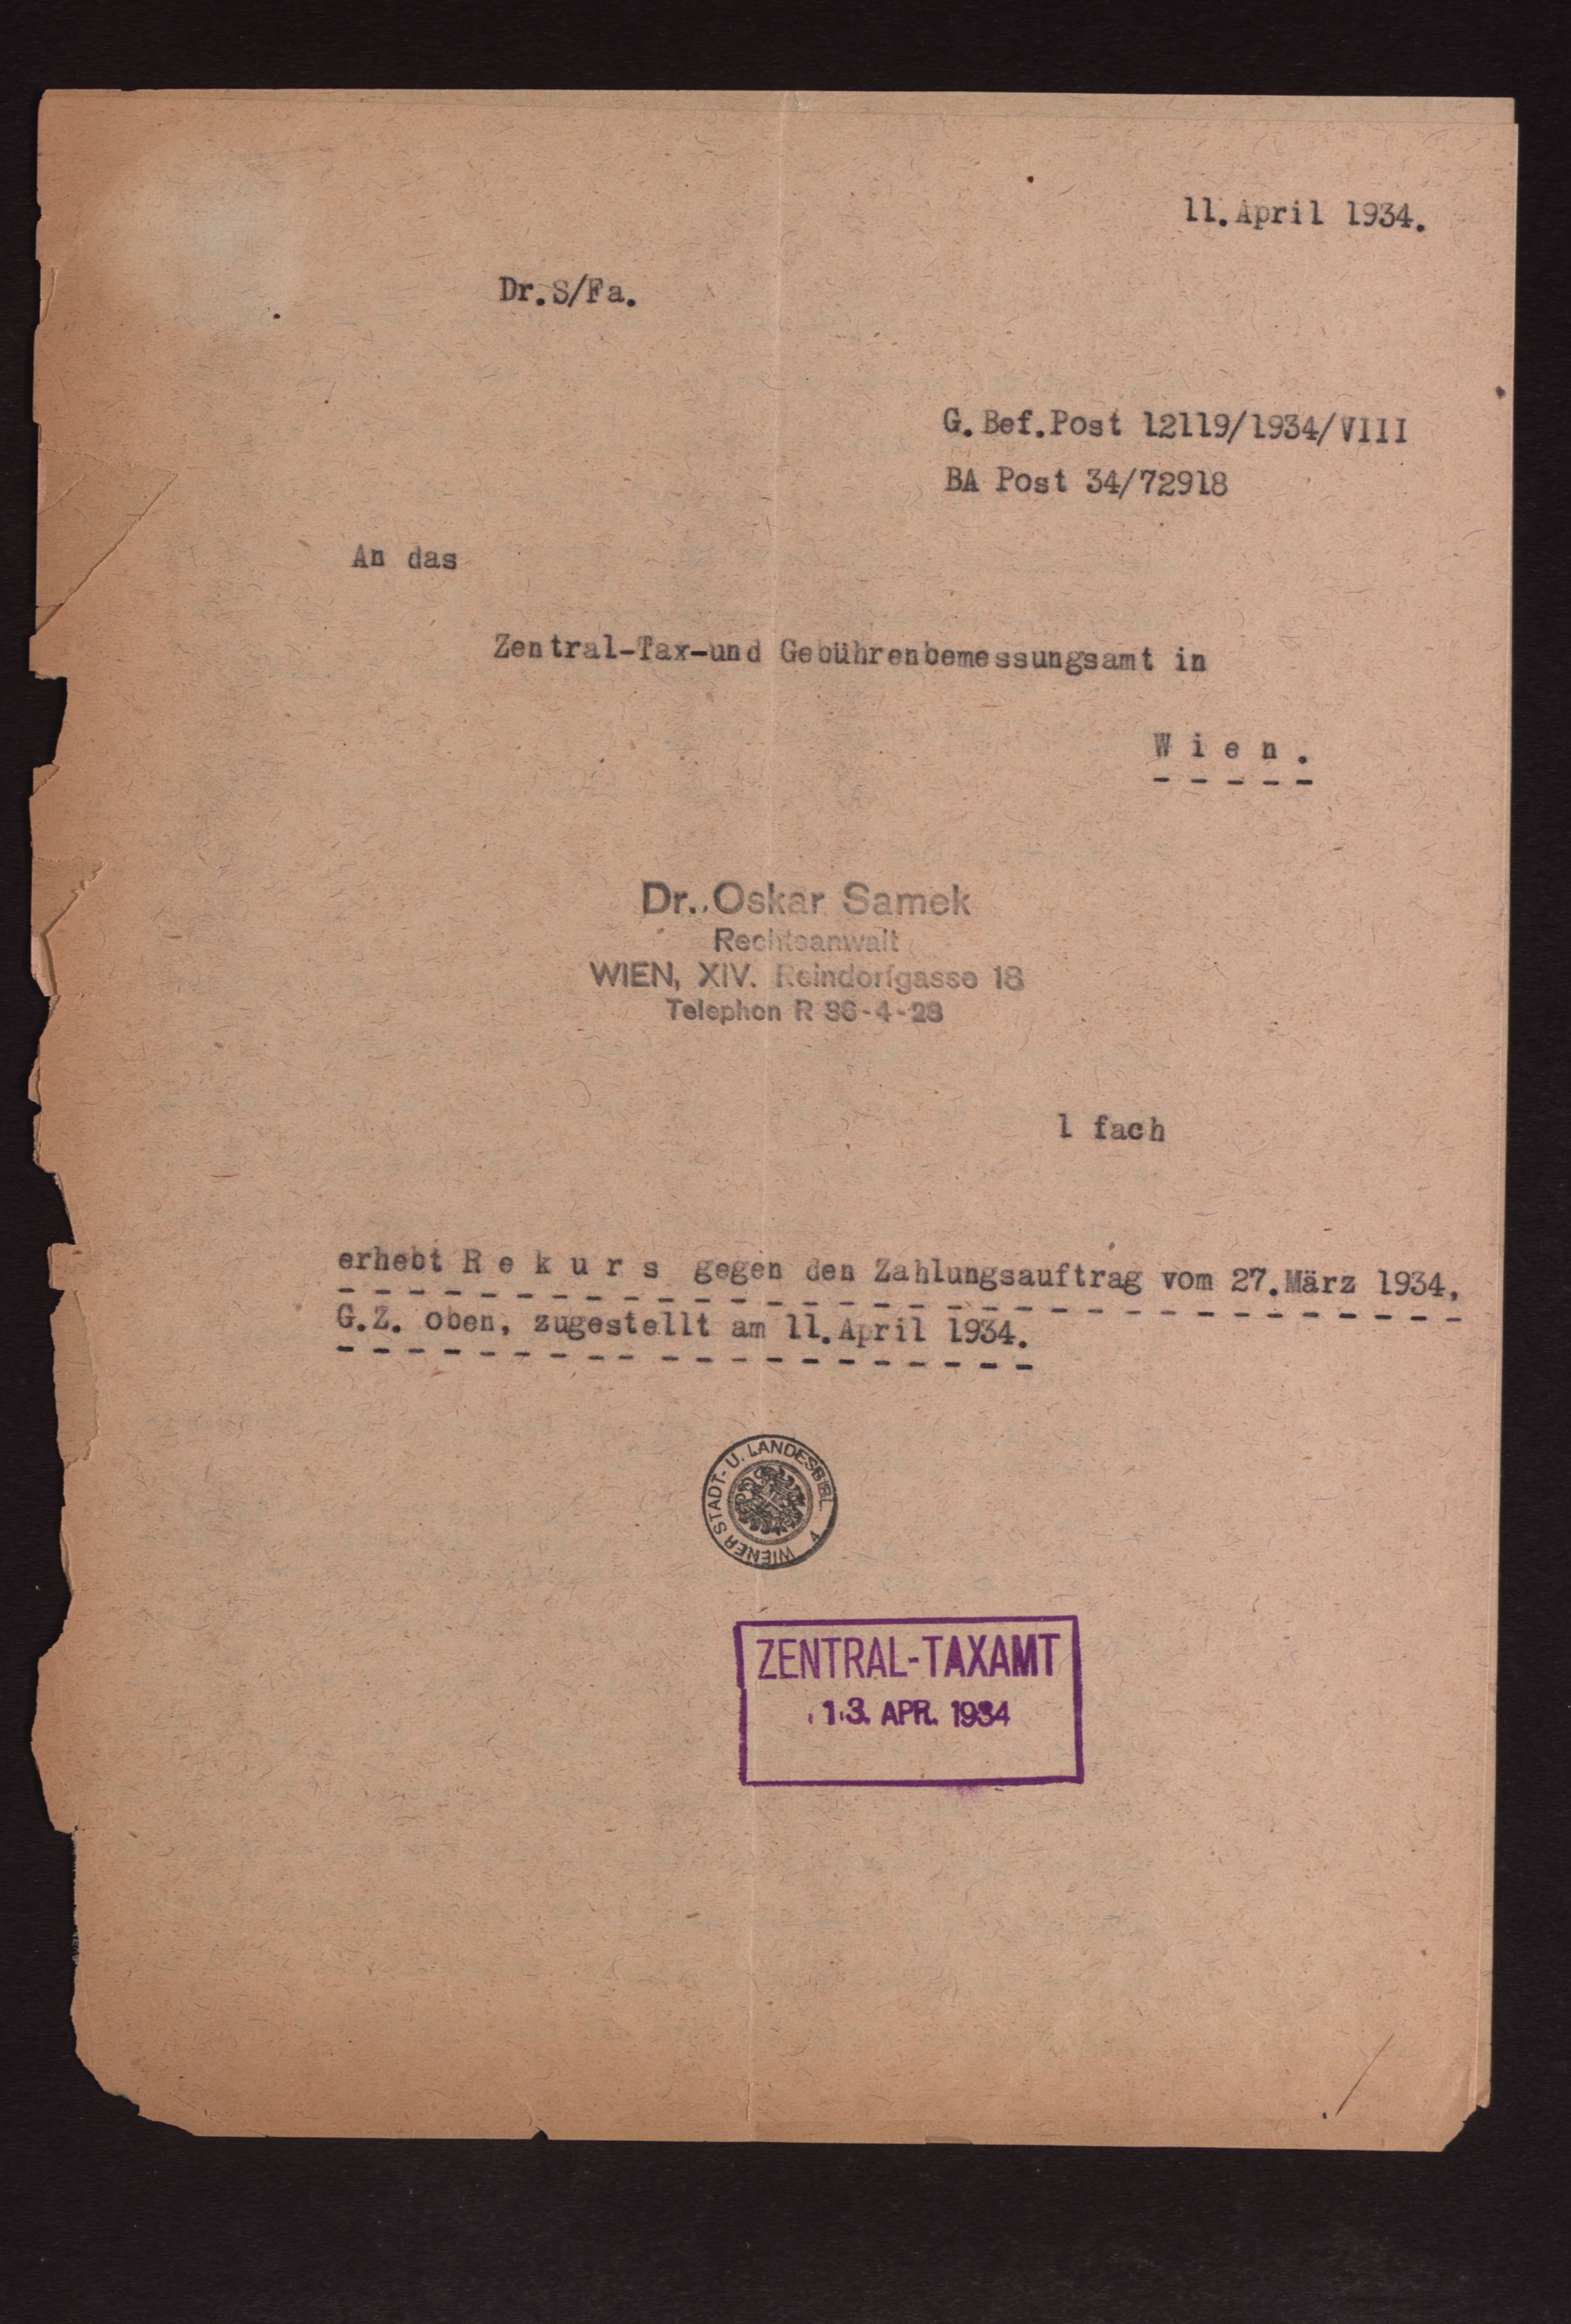 11.April 1934.
Dr.S/Fa.
G.Bef.Post 12119/1934/VIII
BA Post 34/72918
An das
Zentral-Tax-und Gebührenbemessungsamt in
W i e n .
Dr. Oskar Samek
Rechtsanwalt
WIEN, XIV. Reindorfgasse 18
Telephon R 36-4-23
1 fach
erhebt R e k u r s gegen den Zahlungsauftrag vom 27.März 1934,
G.Z. oben, zugestellt am 11.April 1934.
WIENER STADT- U. LANDESBIBL. 4
ZENTRAL-TAXAMT
13. APR. 1934